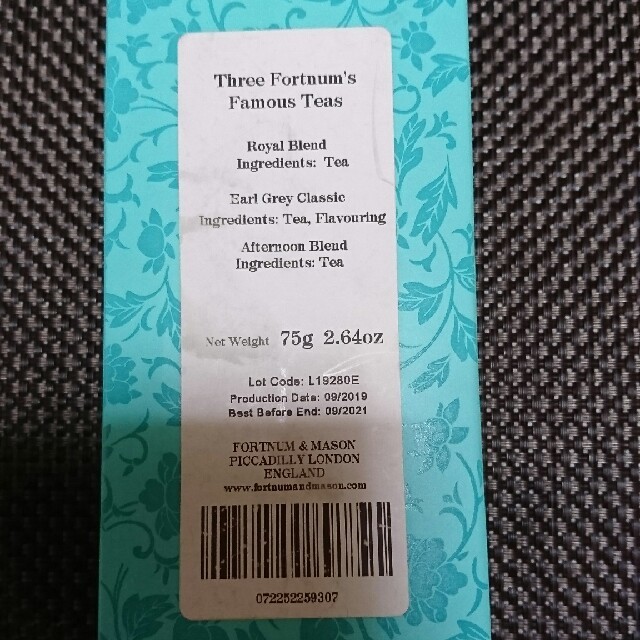 Three Fortnum's
Famous Teas
Royal Blend
Ingredients: Tea
Earl Grey Classic
Ingredients: Tea, Flavouring
Afternoon Blend
Ingredients: Tea
Net Weight 75g 2.64oz
Lot Code: L19280E
Production Date: 09/2019
Best Before End: 09/2021
FORTNUM & MASON
PICCADILLY LONDON
ENGLAND
www.fortnumandmason.com
072252259307